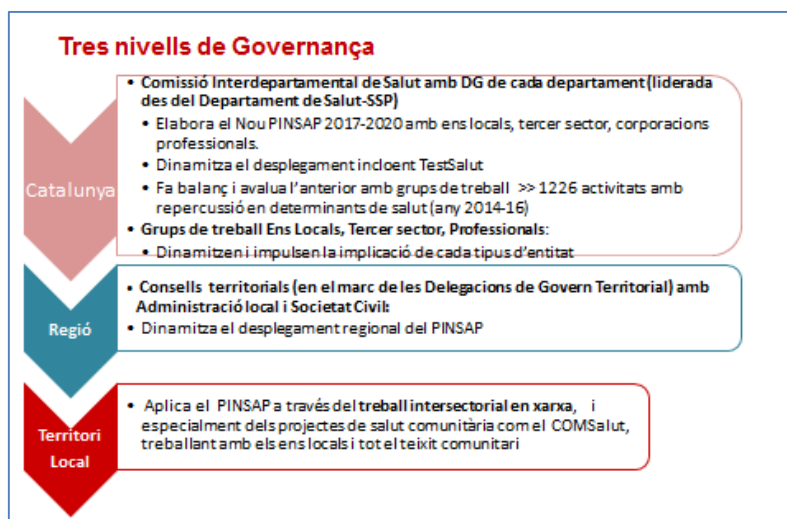 Tres nivells de Governança
Catalunya
• Comissió Interdepartamental de Salut amb DG de cada departament (liderada
des del Departament de Salut-SSP)
• Elabora el Nou PINSAP 2017-2020 amb ens locals, tercer sector, corporacions
professionals.
• Dinamitza el desplegament incloent TestSalut
• Fa balanç i avalua l'anterior amb grups de treball >> 1226 activitats amb
repercussió en determinants de salut (any 2014-16)
• Grups de treball Ens Locals, Tercer sector, Professionals:
• Dinamitzen i impulsen la implicació de cada tipus d'entitat
Regió
• Consells territorials (en el marc de les Delegacions de Govern Territorial) amb
Administració local i Societat Civil:
• Dinamitza el desplegament regional del PINSAP
Territori
Local
• Aplica el PINSAP a través del treball intersectorial en xarxa, i
especialment dels projectes de salut comunitària com el COMSalut,
treballant amb els ens locals i tot el teixit comunitari